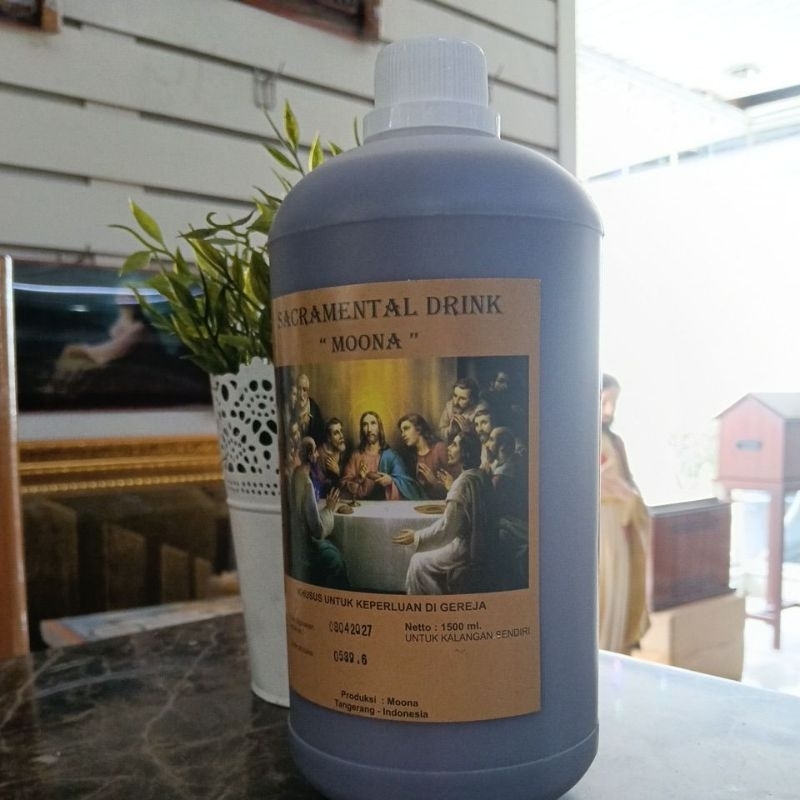 SACRAMENTAL DRINK
“ MOONA ”
KHUSUS UNTUK KEPERLUAN DI GEREJA
08042027
Netto : 1500 ml.
UNTUK KALANGAN SENDIRI
0589.6
Produksi : Moona
Tangerang - Indonesia